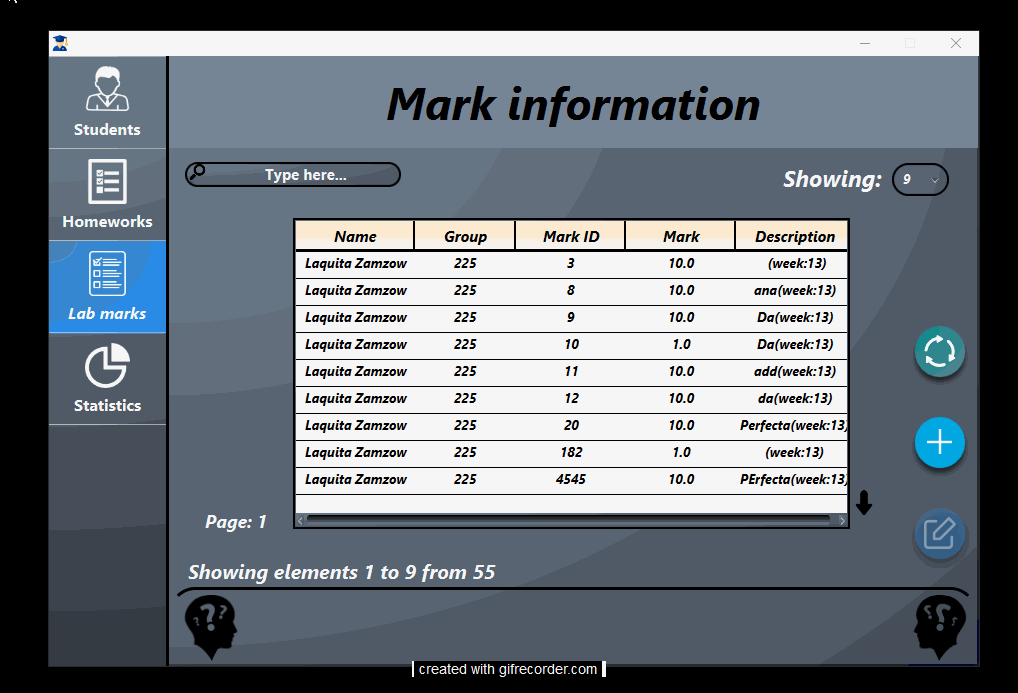 Students
Homeworks
Lab marks
Statistics
Mark information
Type here...
Showing: 9
Name Group Mark ID Mark Description
Laquita Zamzow 225 3 10.0 (week:13)
Laquita Zamzow 225 8 10.0 ana(week:13)
Laquita Zamzow 225 9 10.0 Da(week:13)
Laquita Zamzow 225 10 1.0 Da(week:13)
Laquita Zamzow 225 11 10.0 add(week:13)
Laquita Zamzow 225 12 10.0 da(week:13)
Laquita Zamzow 225 20 10.0 Perfecta(week:13)
Laquita Zamzow 225 182 1.0 (week:13)
Laquita Zamzow 225 4545 10.0 PErfecta(week:13)
Page: 1
Showing elements 1 to 9 from 55
created with gifrecorder.com